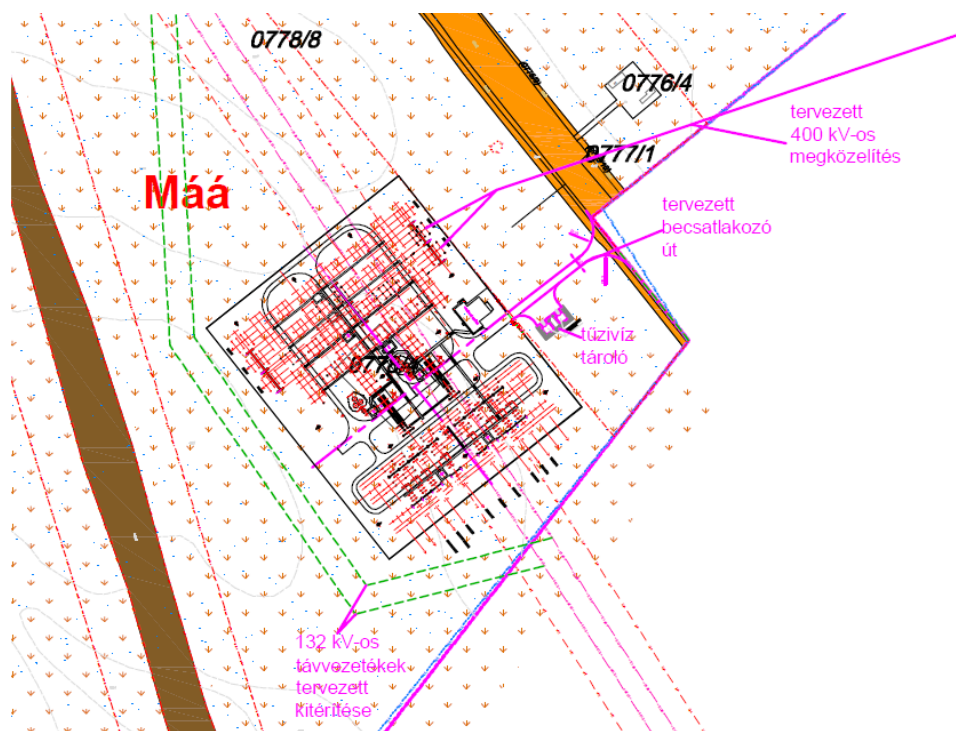 0778/8
0776/4
tervezett
400 kV-os
megközelítés
0777/1
Máá
tervezett
becsatlakozó
út
tűzivíz
tároló
132 kV-os
távvezetékek
tervezett
kitérítése